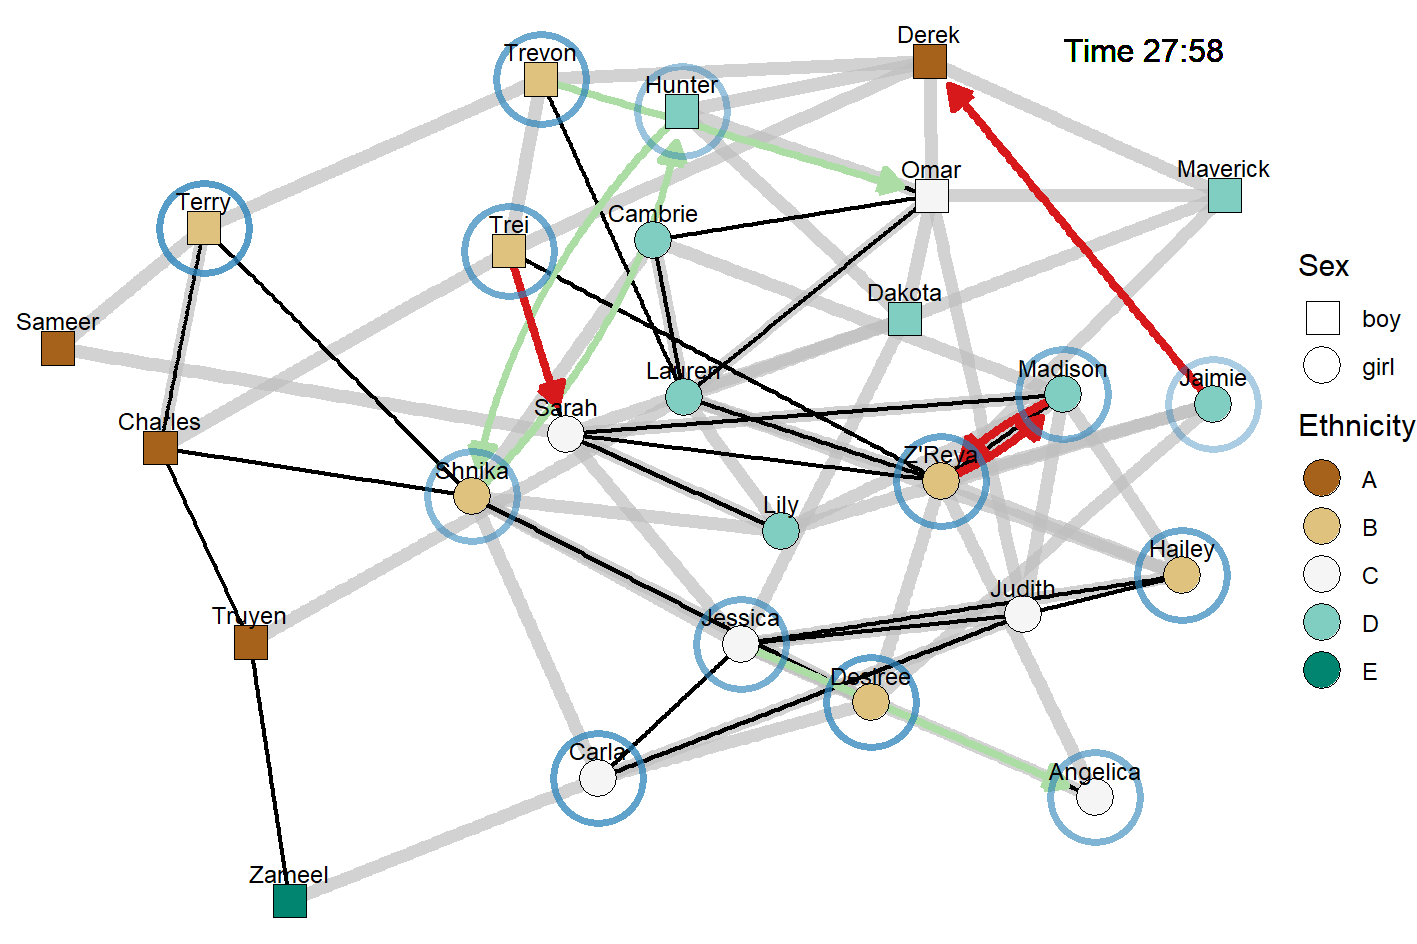 Derek
Time 27:58
Trevon
Hunter
Omar
Maverick
Terry
Trei
Cambrie
Dakota
Sameer
Lauren
Madison
Jaimie
Charles
Sarah
Shnika
Z'Reya
Lily
Hailey
Judith
Truyen
Jessica
Desiree
Carla
Angelica
Zameel
Sex
boy
girl
Ethnicity
A
B
C
D
E